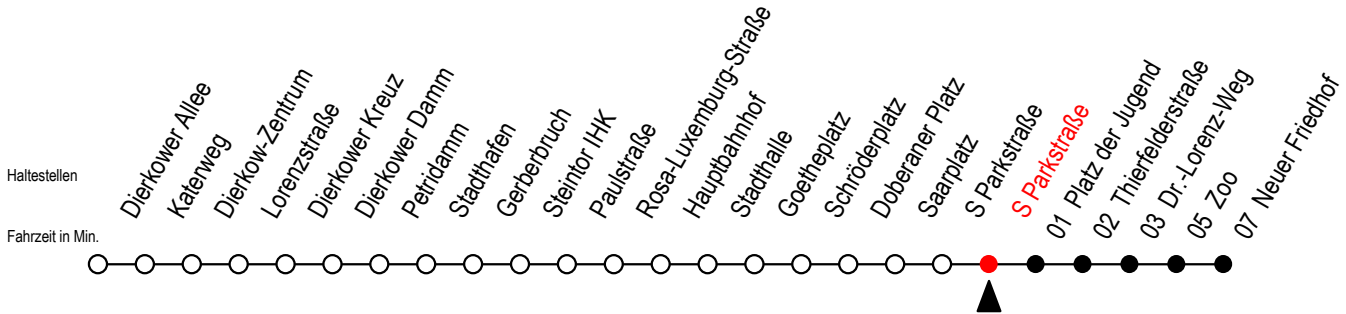 Haltestellen
Fahrzeit in Min.
Dierkower Allee
Katerweg
Dierkow-Zentrum
Lorenzstraße
Dierkower Kreuz
Dierkower Damm
Petridamm
Stadthafen
Gerberbruch
Steintor IHK
Paulstraße
Rosa-Luxemburg-Straße
Hauptbahnhof
Stadthalle
Goetheplatz
Schröderplatz
Doberaner Platz
Saarplatz
S Parkstraße
S Parkstraße
01 Platz der Jugend
02 Thierfelderstraße
03 Dr.-Lorenz-Weg
05 Zoo
07 Neuer Friedhof